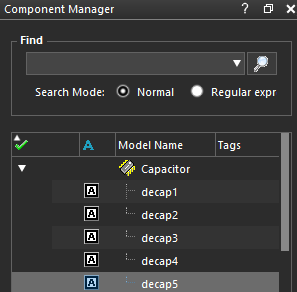 Component Manager ? ×
Find
Search Mode: Normal Regular expr
A Model Name Tags
Capacitor
A decap1
A decap2
A decap3
A decap4
A decap5